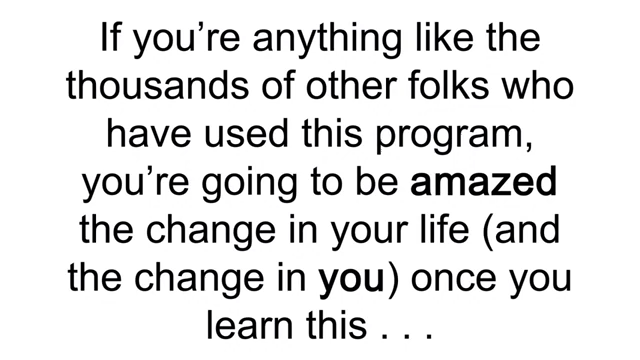 If you’re anything like the
thousands of other folks who
have used this program,
you’re going to be amazed
the change in your life (and
the change in you) once you
learn this . . .